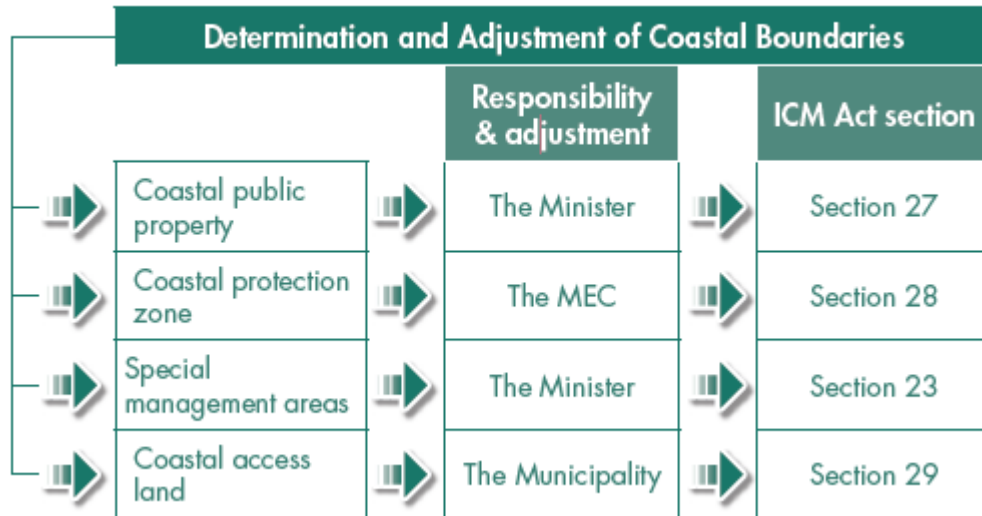 Determination and Adjustment of Coastal Boundaries
Responsibility
& adjustment
ICM Act section
Coastal public
property
The Minister
Section 27
Coastal protection
zone
The MEC
Section 28
Special
management areas
The Minister
Section 23
Coastal access
land
The Municipality
Section 29